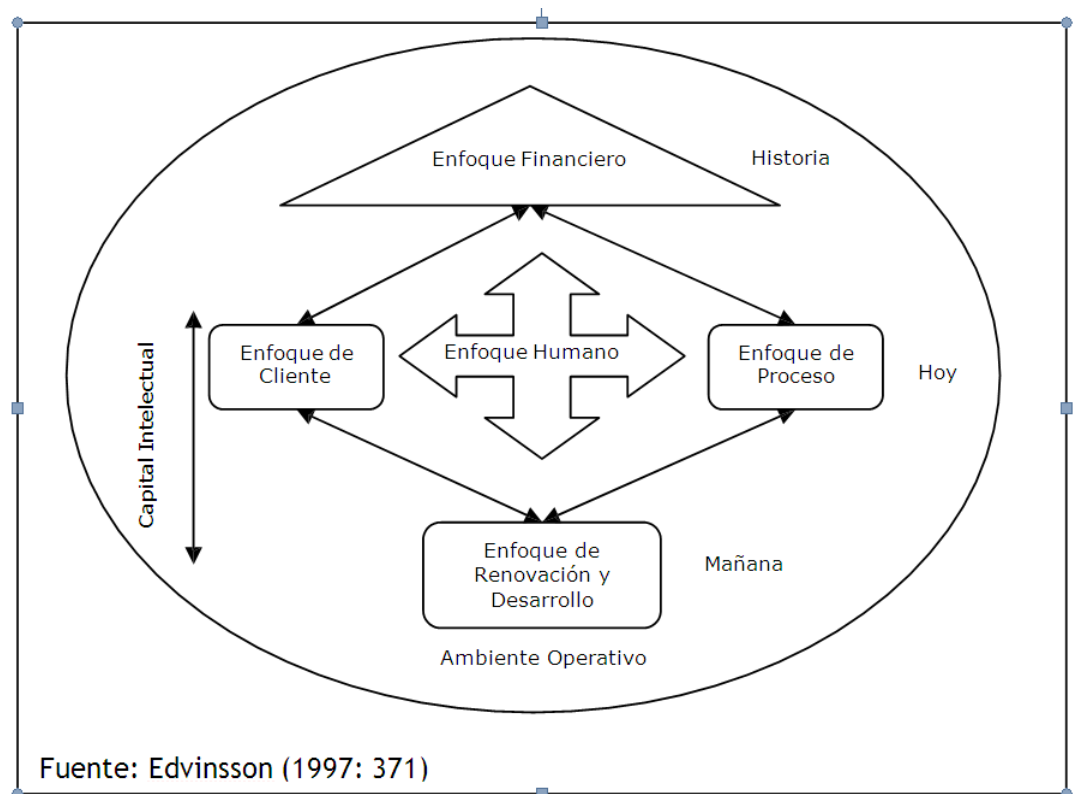 Enfoque Financiero
Historia
Enfoque de
Cliente
Enfoque Humano
Enfoque de
Proceso
Hoy
Capital Intelectual
Enfoque de
Renovación y
Desarrollo
Mañana
Ambiente Operativo
Fuente: Edvinsson (1997: 371)